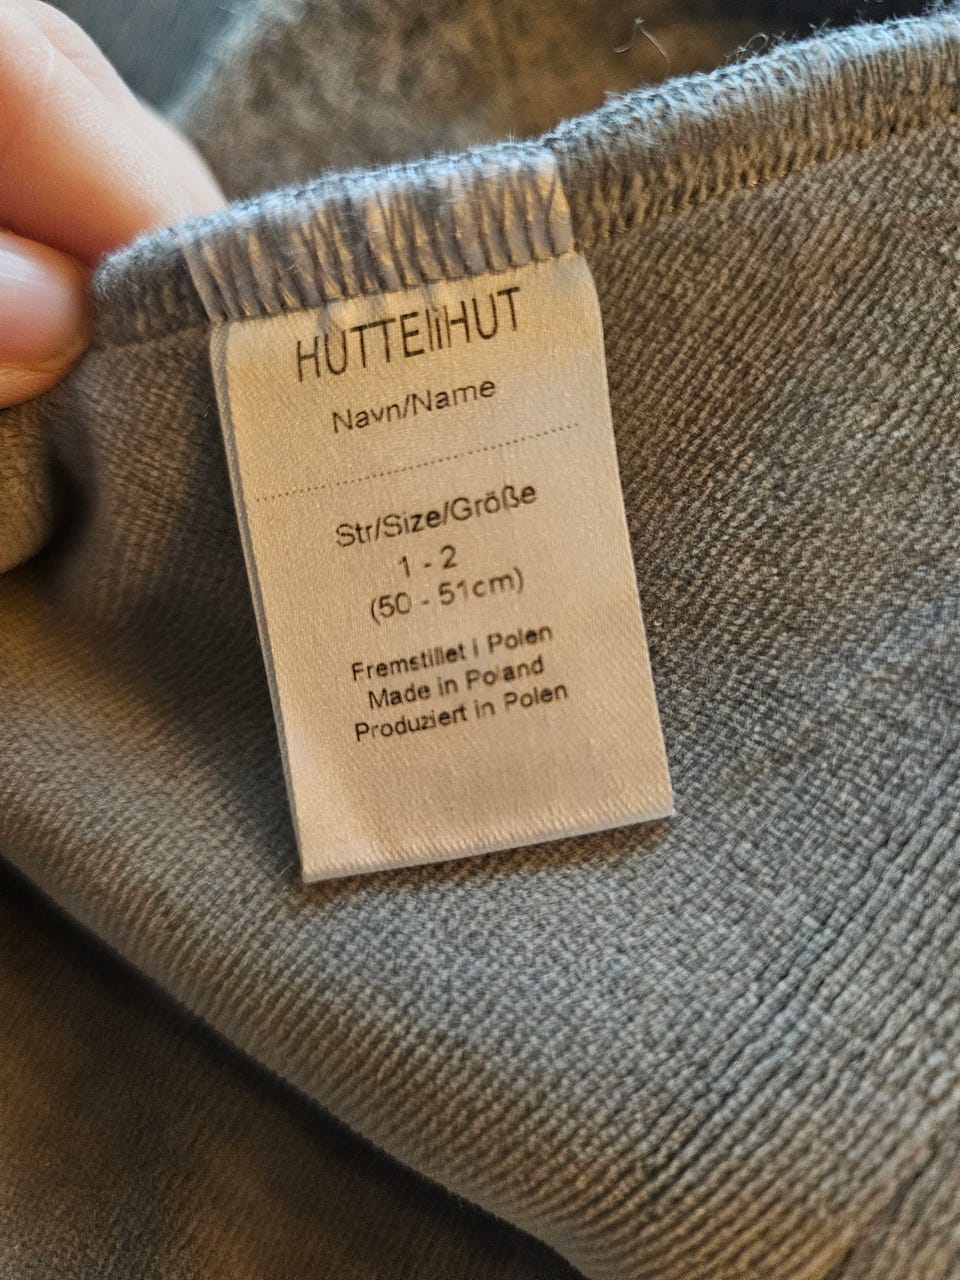 HUTTEliHUT
Navn/Name
Str/Size/Größe
1 - 2
(50 - 51cm)
Fremstillet I Polen
Made in Poland
Produziert in Polen